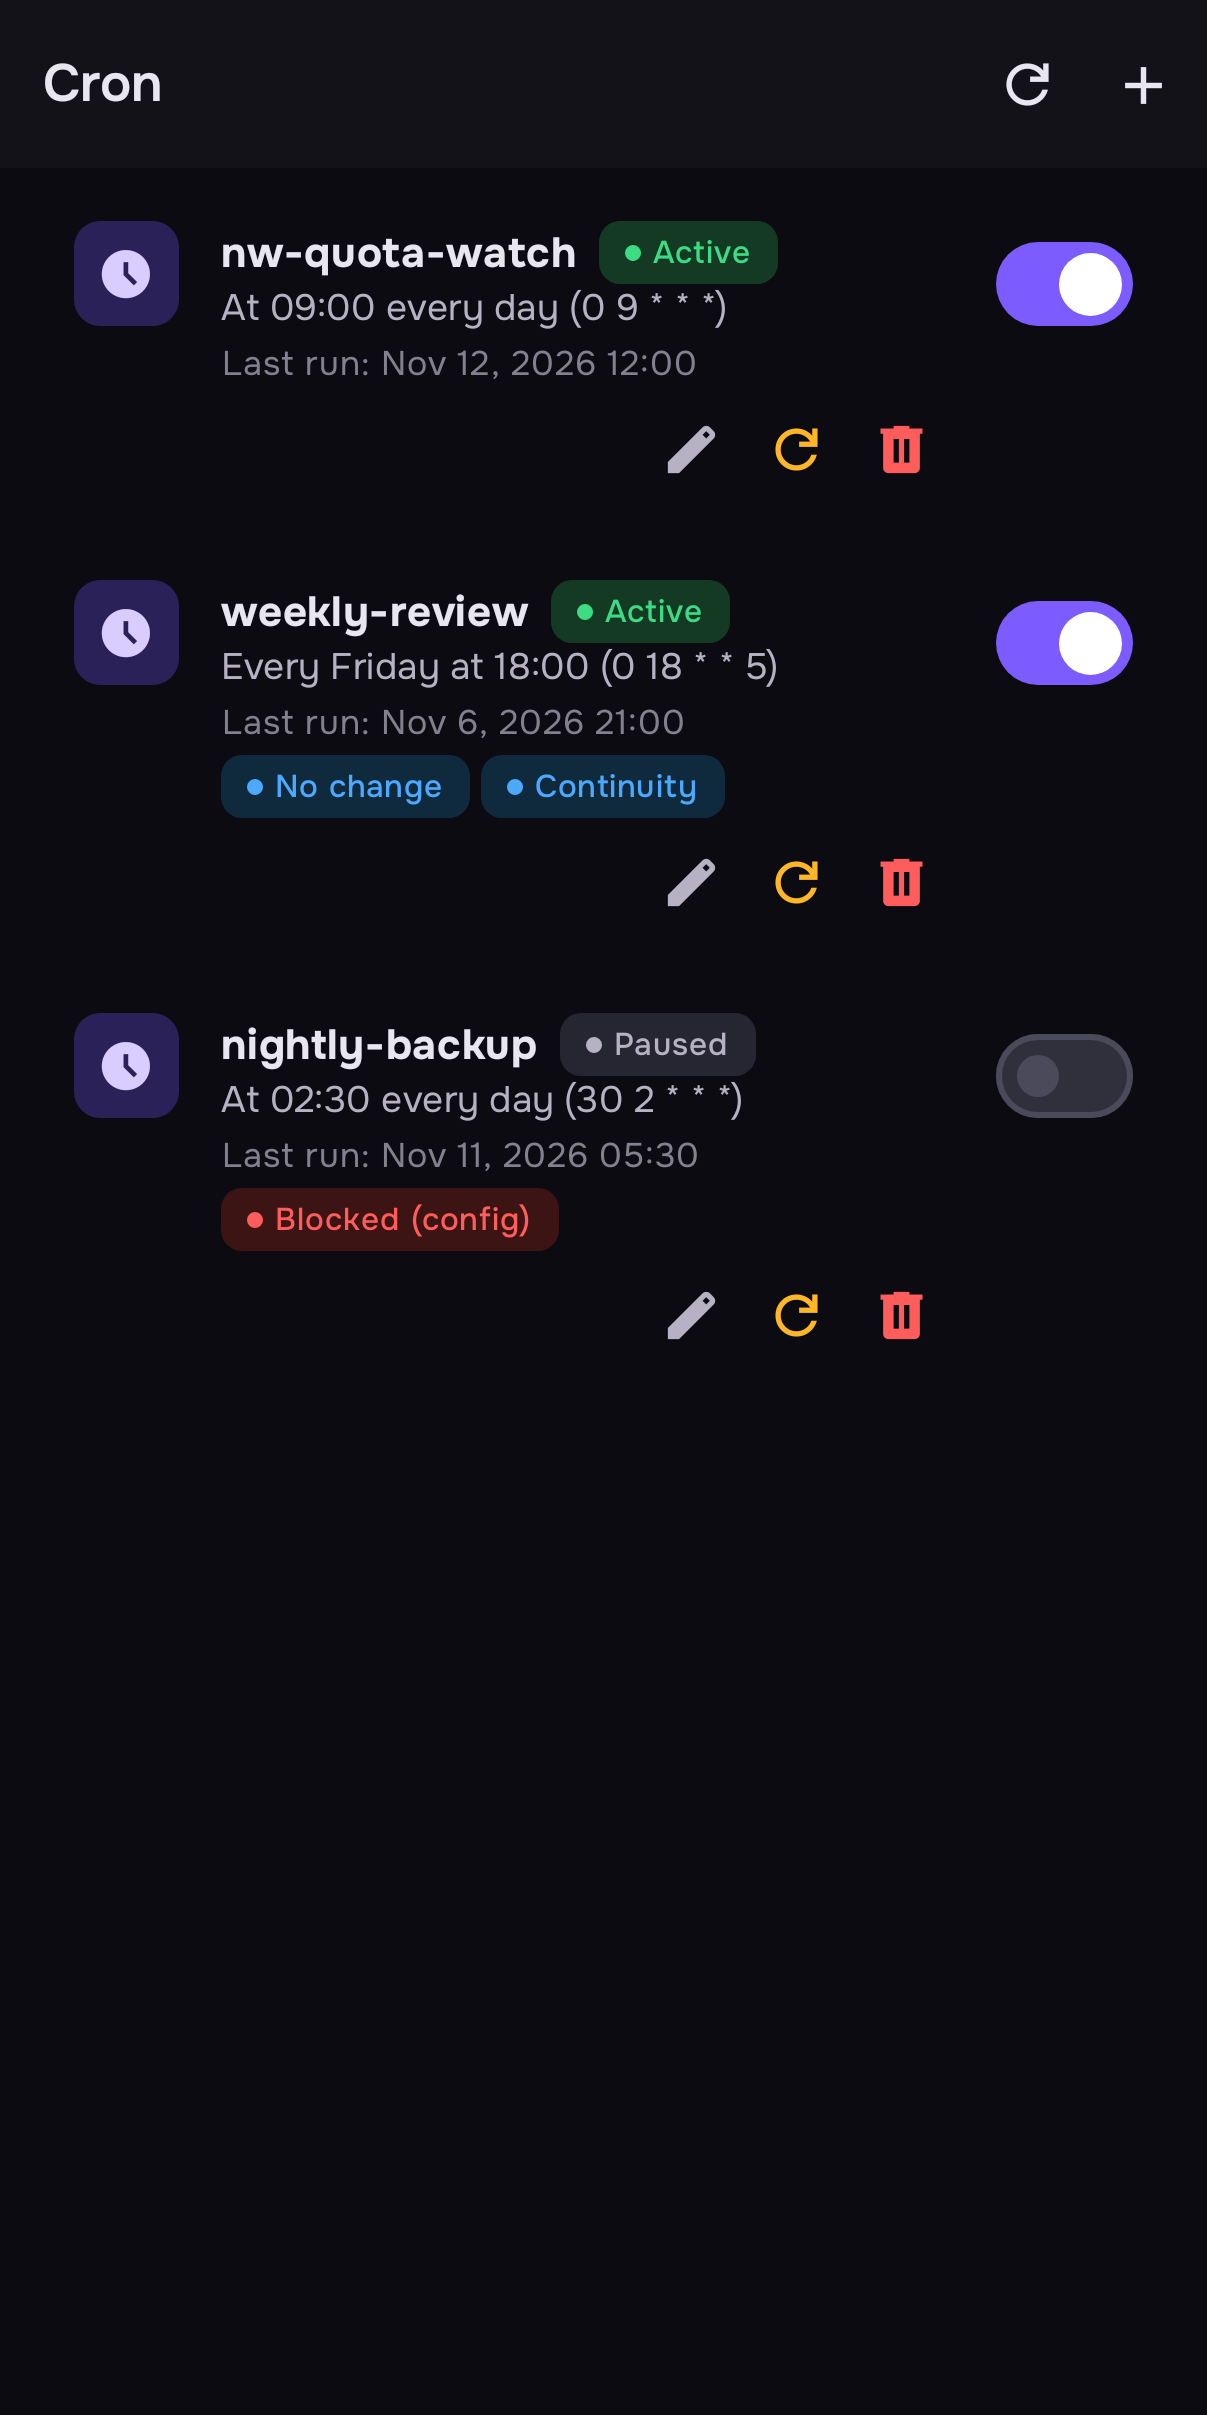 Cron
nw-quota-watch Active
At 09:00 every day (0 9 * * *)
Last run: Nov 12, 2026 12:00
weekly-review Active
Every Friday at 18:00 (0 18 * * 5)
Last run: Nov 6, 2026 21:00
No change Continuity
nightly-backup Paused
At 02:30 every day (30 2 * * *)
Last run: Nov 11, 2026 05:30
Blocked (config)